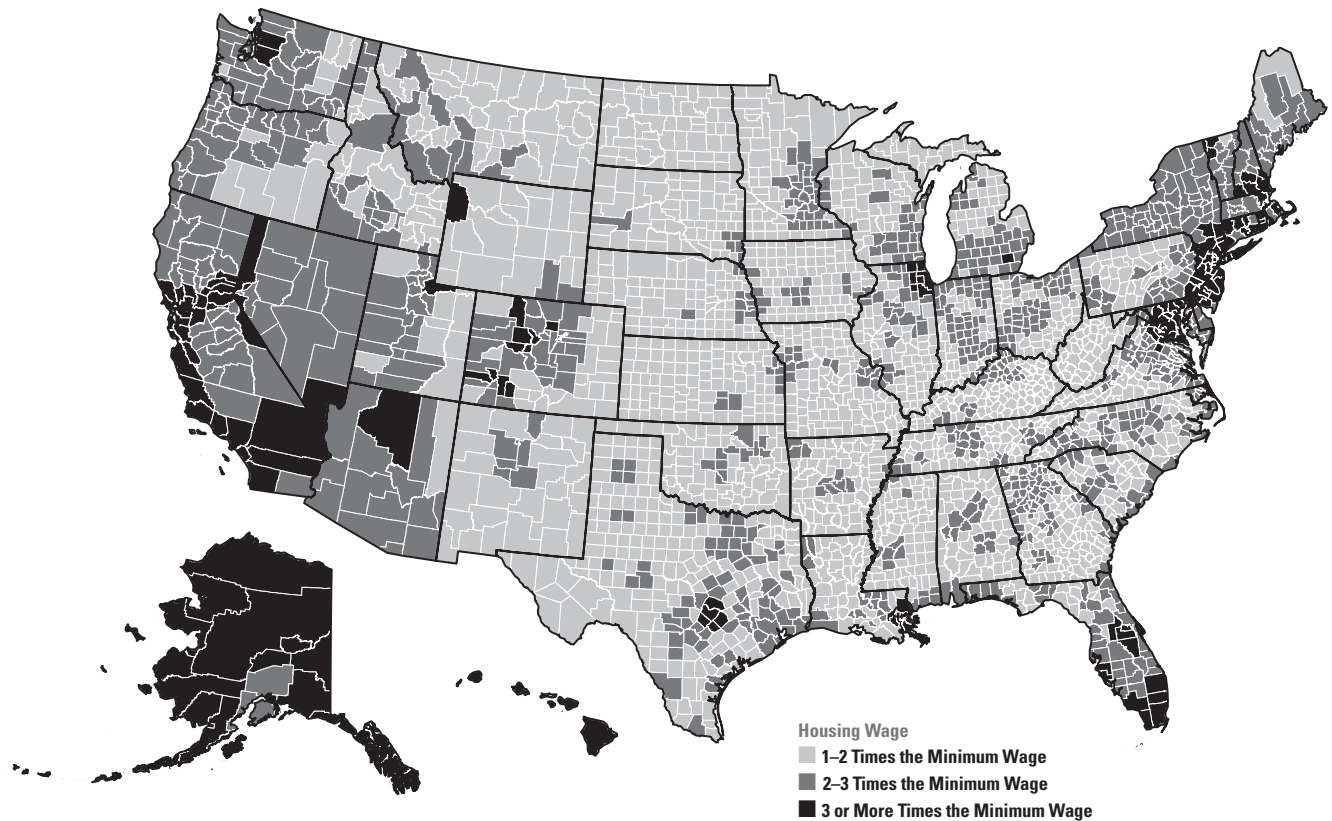 Housing Wage
1–2 Times the Minimum Wage
2–3 Times the Minimum Wage
3 or More Times the Minimum Wage